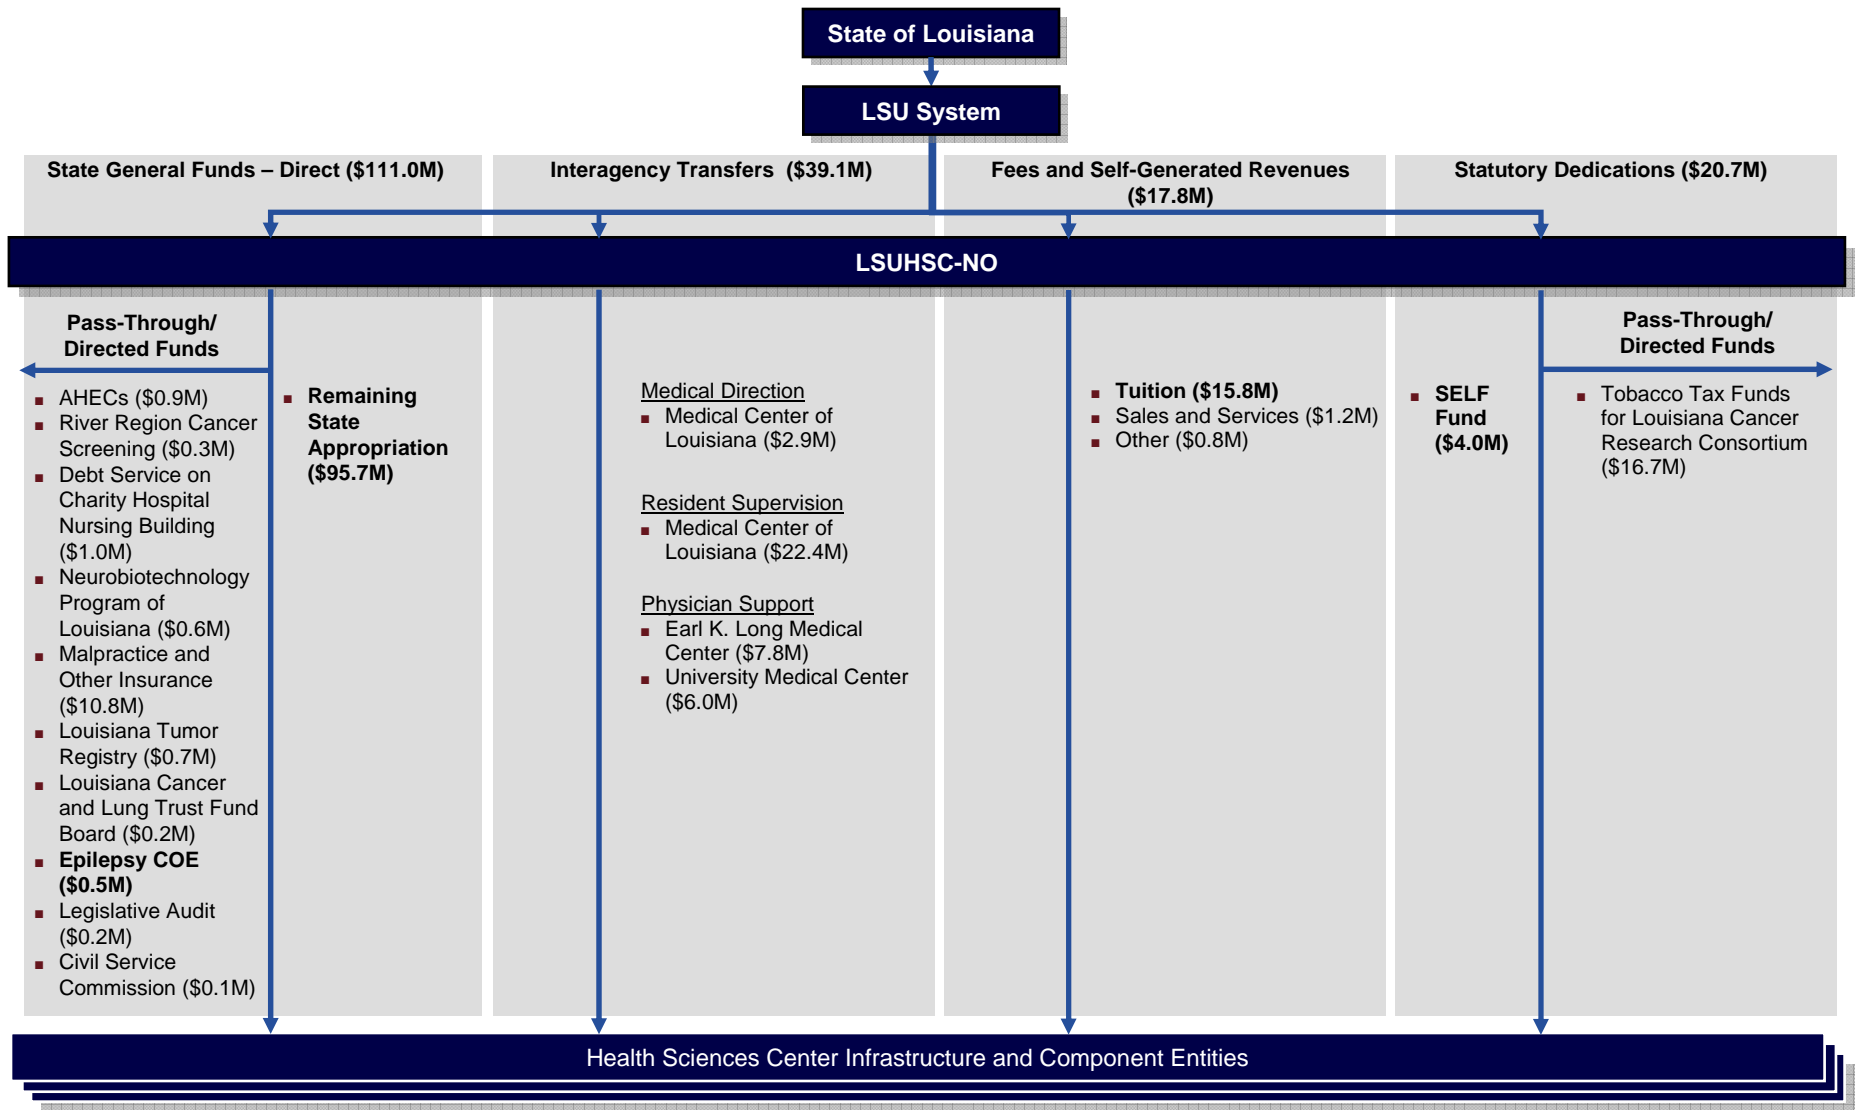 State of Louisiana
LSU System
State General Funds – Direct ($111.0M)
Interagency Transfers  ($39.1M)
Fees and Self-Generated Revenues
($17.8M)
Statutory Dedications ($20.7M)
LSUHSC-NO
Pass-Through/
Directed Funds
■ AHECs ($0.9M)
■ River Region Cancer
Screening ($0.3M)
■ Debt Service on
Charity Hospital
Nursing Building
($1.0M)
■ Neurobiotechnology
Program of
Louisiana ($0.6M)
■ Malpractice and
Other Insurance
($10.8M)
■ Louisiana Tumor
Registry ($0.7M)
■ Louisiana Cancer
and Lung Trust Fund
Board ($0.2M)
■ Epilepsy COE
($0.5M)
■ Legislative Audit
($0.2M)
■ Civil Service
Commission ($0.1M)
■ Remaining
State
Appropriation
($95.7M)
Medical Direction
■ Medical Center of
Louisiana ($2.9M)
Resident Supervision
■ Medical Center of
Louisiana ($22.4M)
Physician Support
■ Earl K. Long Medical
Center ($7.8M)
■ University Medical Center
($6.0M)
■ Tuition ($15.8M)
■ Sales and Services ($1.2M)
■ Other ($0.8M)
■ SELF
Fund
($4.0M)
Pass-Through/
Directed Funds
■ Tobacco Tax Funds
for Louisiana Cancer
Research Consortium
($16.7M)
Health Sciences Center Infrastructure and Component Entities